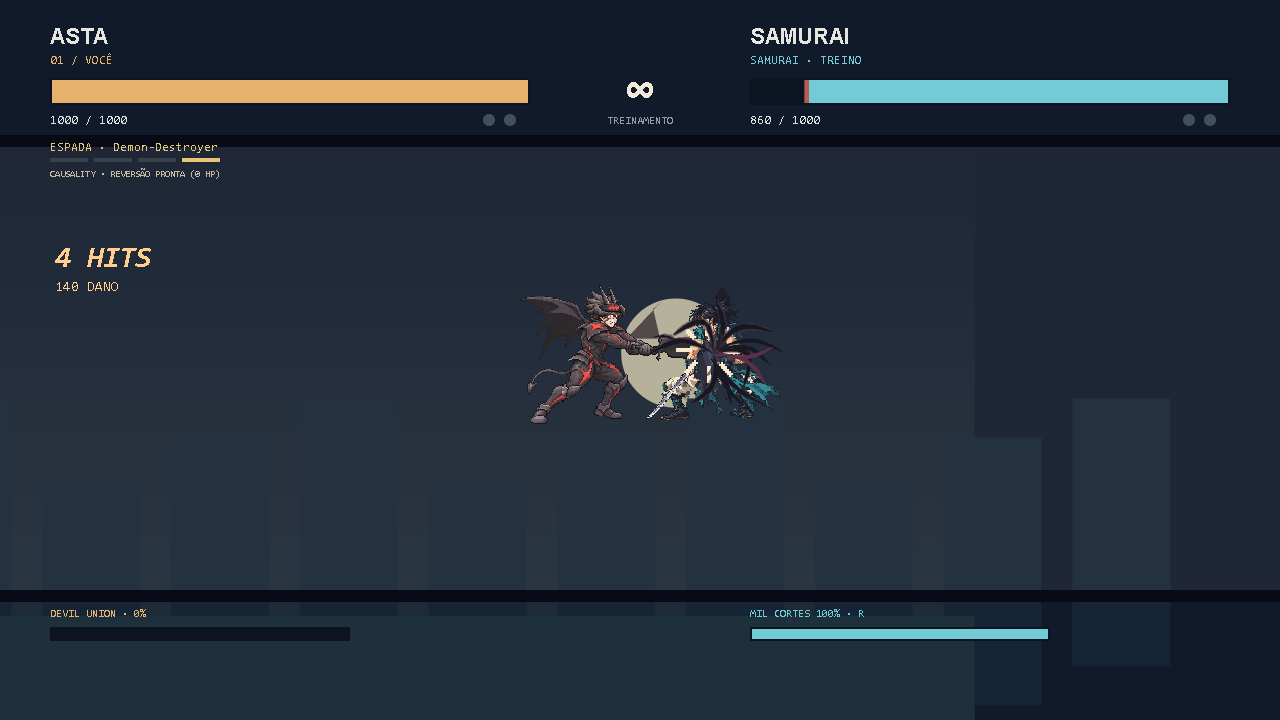 ASTA
01 / VOCÊ
1000 / 1000
∞
TREINAMENTO
SAMURAI
SAMURAI · TREINO
860 / 1000
ESPADA · Demon-Destroyer
CAUSALITY · REVERSÃO PRONTA (0 HP)
4 HITS
140 DANO
DEVIL UNION · 0%
MIL CORTES 100% · R